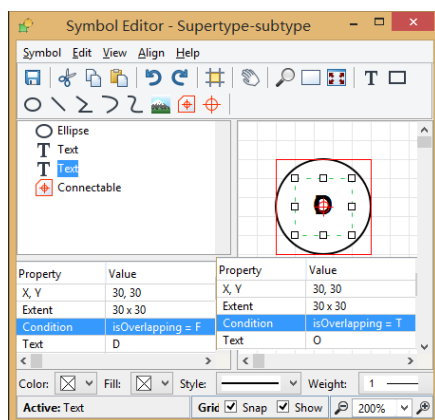 Symbol Editor - Supertype-subtype
Symbol Edit View Align Help
T
Ellipse
T Text
T Text
Connectable
D
Property Value
X, Y 30, 30
Extent 30 x 30
Condition isOverlapping = F
Text D
Property Value
X, Y 30, 30
Extent 30 x 30
Condition isOverlapping = T
Text O
Color: Fill: Style: Weight: 1
Active: Text Grid Snap Show 200%